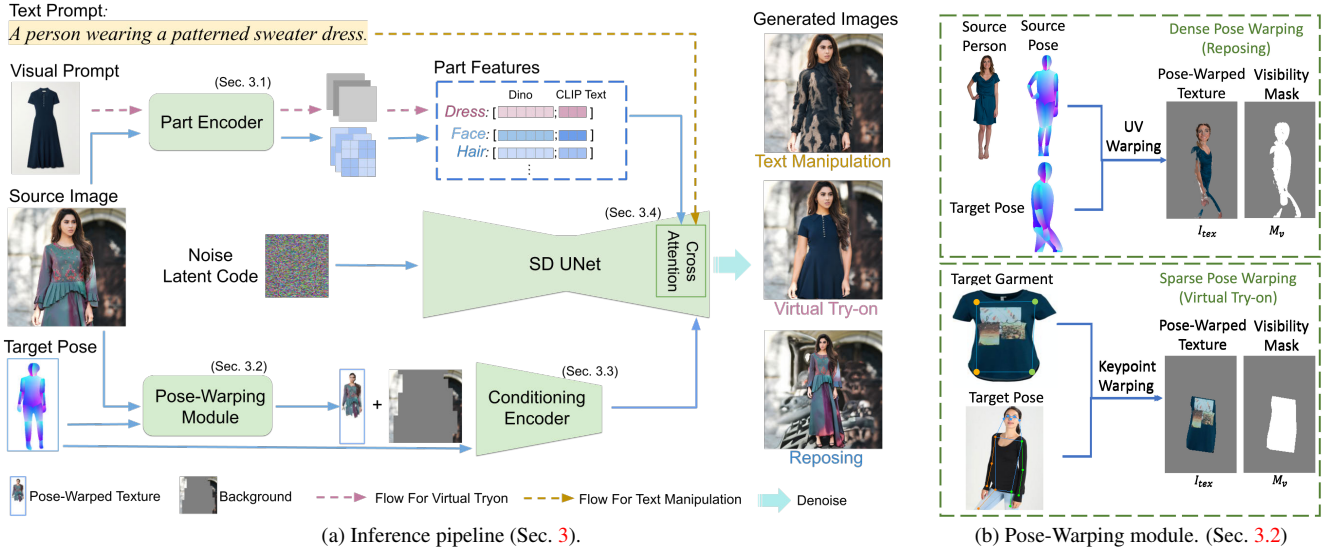 Text Prompt:
A person wearing a patterned sweater dress.
Visual Prompt
(Sec. 3.1)
Part Encoder
Part Features
Dino CLIP Text
Dress: [ ; ]
Face: [ ; ]
Hair: [ ; ]
⋮
Source Image
Noise
Latent Code
(Sec. 3.4)
SD UNet
Cross
Attention
Target Pose
(Sec. 3.2)
Pose-Warping
Module
+
(Sec. 3.3)
Conditioning
Encoder
Generated Images
Text Manipulation
Virtual Try-on
Reposing
Pose-Warped Texture
Background
Flow For Virtual Tryon
Flow For Text Manipulation
Denoise
(a) Inference pipeline (Sec. 3).
Source
Person
Source
Pose
Dense Pose Warping
(Reposing)
Pose-Warped
Texture
Visibility
Mask
UV
Warping
Target Pose
I_tex
M_v
Target Garment
Sparse Pose Warping
(Virtual Try-on)
Pose-Warped
Texture
Visibility
Mask
Keypoint
Warping
Target Pose
I_tex
M_v
(b) Pose-Warping module. (Sec. 3.2)